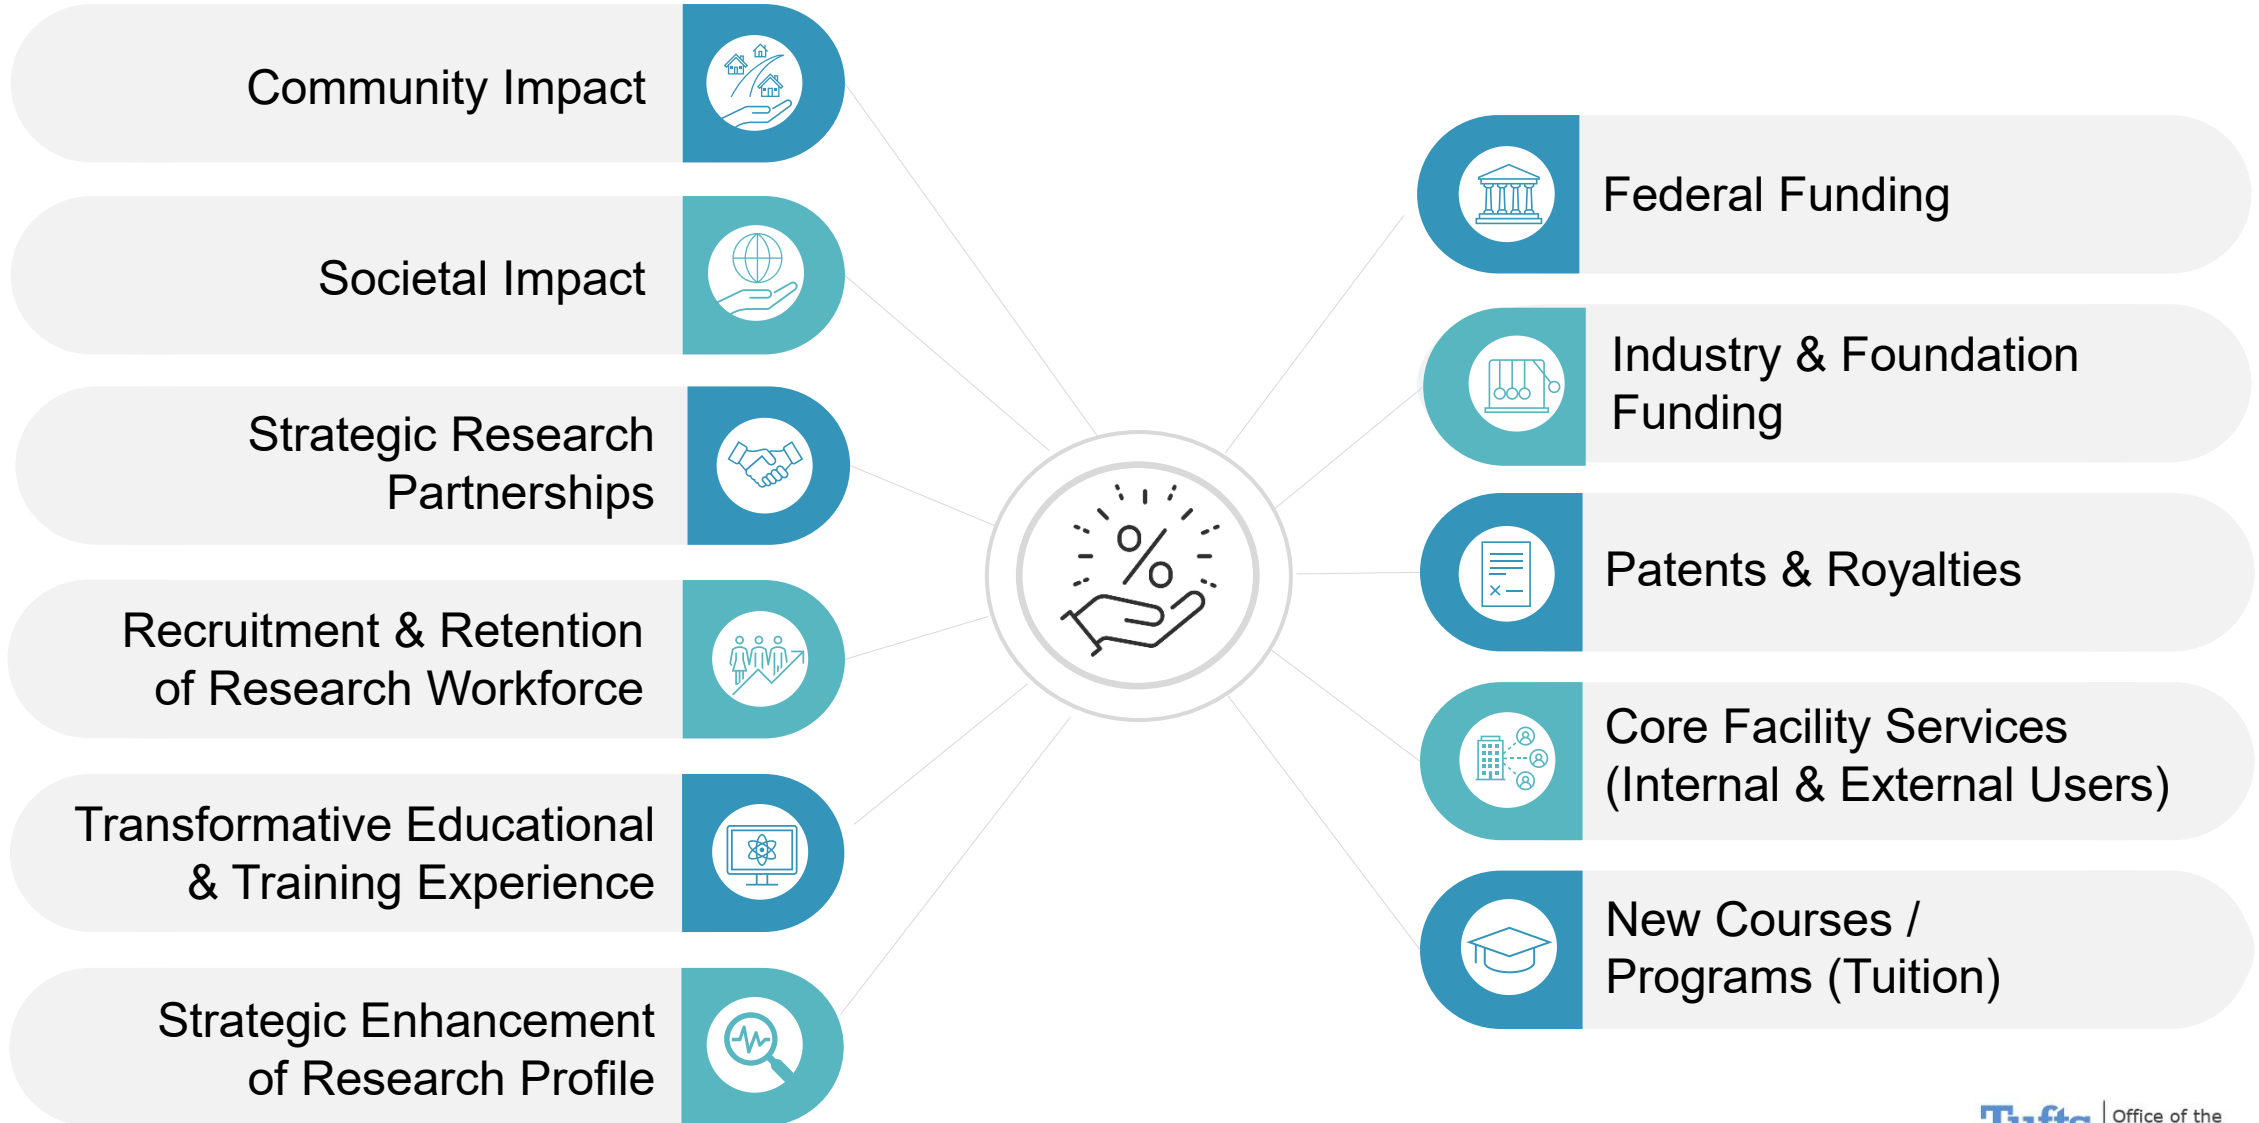 Community Impact
Societal Impact
Strategic Research
Partnerships
Recruitment & Retention
of Research Workforce
Transformative Educational
& Training Experience
Strategic Enhancement
of Research Profile
Federal Funding
Industry & Foundation
Funding
Patents & Royalties
Core Facility Services
(Internal & External Users)
New Courses /
Programs (Tuition)
Tufts
Office of the